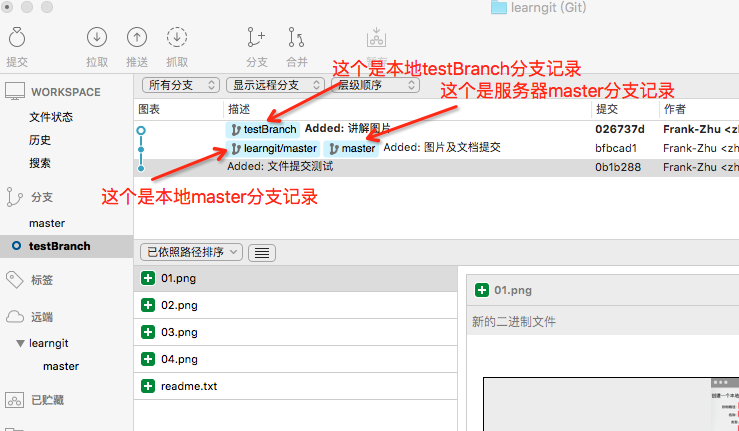 learngit (Git)
提交 拉取 推送 抓取 分支 合并
这个是本地testBranch分支记录
WORKSPACE 所有分支 显示远程分支 层级顺序
这个是服务器master分支记录
文件状态 图表 描述 提交 作者
历史 testBranch Added: 讲解图片 026737d Frank-Zhu <zh
learngit/master master Added: 图片及文档提交 bfbcad1 Frank-Zhu <zh
搜索 Added: 文件提交测试 0b1b288 Frank-Zhu <zh
这个是本地master分支记录
分支
master
testBranch 已依照路径排序
标签 01.png 01.png
远端 02.png 新的二进制文件
learngit 03.png
master 04.png
已贮藏 readme.txt